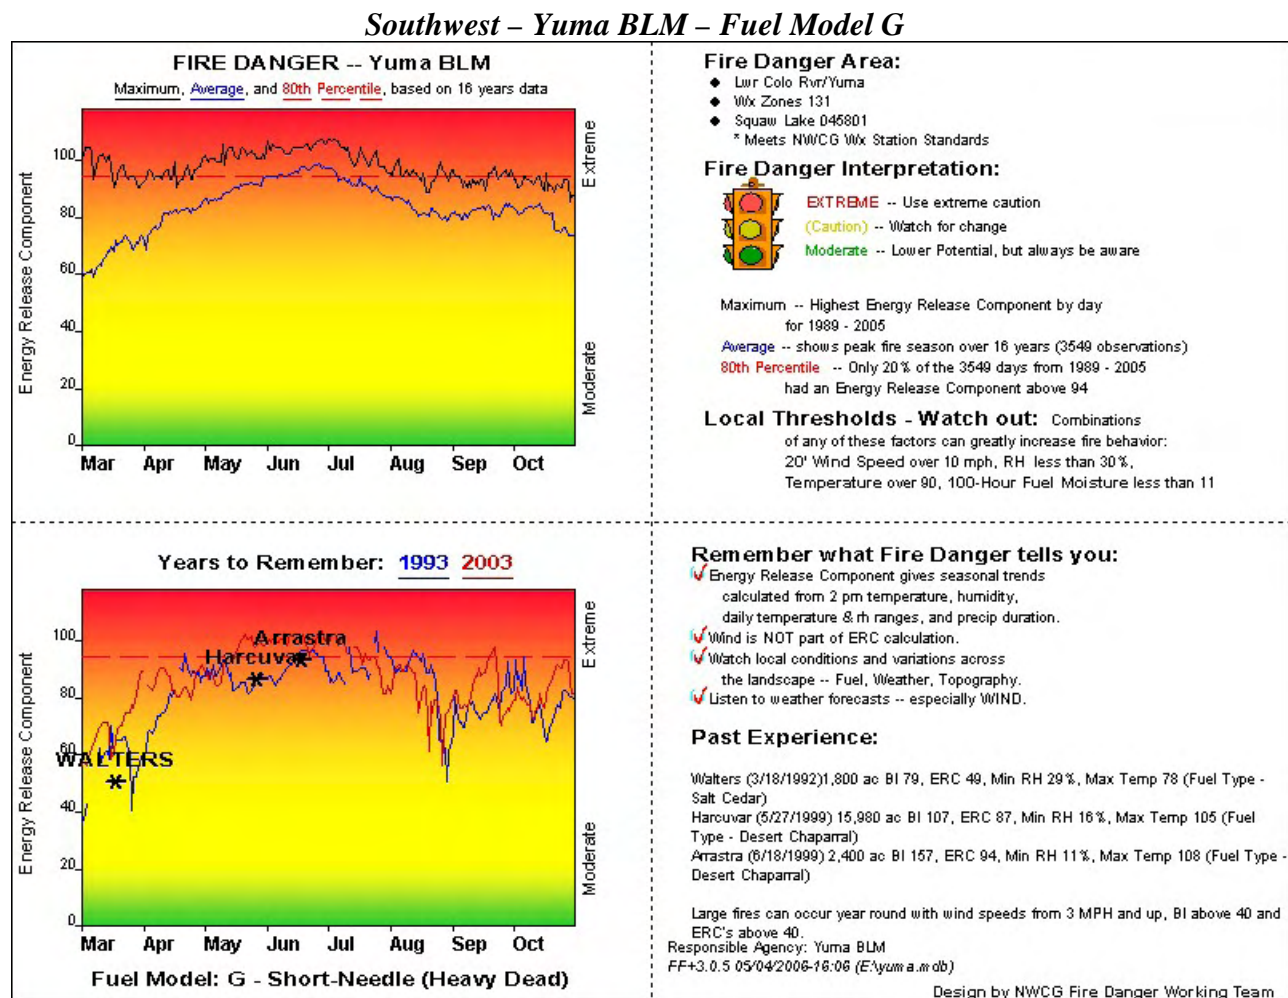 Southwest – Yuma BLM – Fuel Model G
FIRE DANGER -- Yuma BLM
Maximum, Average, and 80th Percentile, based on 16 years data
Energy Release Component
100
80
60
40
20
0
Extreme
Moderate
Mar Apr May Jun Jul Aug Sep Oct
Fire Danger Area:
◆ Lwr Colo Rvr/Yuma
◆ Wx Zones 131
◆ Squaw Lake 045801
* Meets NWCG Wx Station Standards
Fire Danger Interpretation:
EXTREME -- Use extreme caution
(Caution) -- Watch for change
Moderate -- Lower Potential, but always be aware
Maximum -- Highest Energy Release Component by day
for 1989 - 2005
Average -- shows peak fire season over 16 years (3549 observations)
80th Percentile -- Only 20% of the 3549 days from 1989 - 2005
had an Energy Release Component above 94
Local Thresholds - Watch out: Combinations
of any of these factors can greatly increase fire behavior:
20' Wind Speed over 10 mph, RH less than 30%,
Temperature over 90, 100-Hour Fuel Moisture less than 11
Years to Remember: 1993 2003
Energy Release Component
100
80
60
40
20
0
Extreme
Moderate
Arrastra
Harcuvar
WALTERS
Mar Apr May Jun Jul Aug Sep Oct
Fuel Model: G - Short-Needle (Heavy Dead)
Remember what Fire Danger tells you:
Energy Release Component gives seasonal trends
calculated from 2 pm temperature, humidity,
daily temperature & rh ranges, and precip duration.
Wind is NOT part of ERC calculation.
Watch local conditions and variations across
the landscape -- Fuel, Weather, Topography.
Listen to weather forecasts -- especially WIND.
Past Experience:
Walters (3/18/1992)1,800 ac BI 79, ERC 49, Min RH 29%, Max Temp 78 (Fuel Type -
Salt Cedar)
Harcuvar (5/27/1999) 15,980 ac BI 107, ERC 87, Min RH 16%, Max Temp 105 (Fuel
Type - Desert Chaparral)
Arrastra (6/18/1999) 2,400 ac BI 157, ERC 94, Min RH 11%, Max Temp 108 (Fuel Type -
Desert Chaparral)
Large fires can occur year round with wind speeds from 3 MPH and up, BI above 40 and
ERC's above 40.
Responsible Agency: Yuma BLM
FF+3.0.5 05/04/2006-16:06 (E:\yuma.mdb)
Design by NWCG Fire Danger Working Team